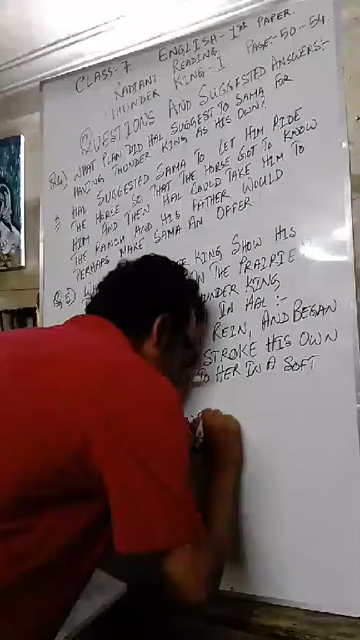 CLASS:-7. ENGLISH-1ST PAPER.
RADIANT READING PAGE-50-54.
THUNDER KING - I
QUESTIONS AND SUGGESTED ANSWERS:-
Q.4) WHAT PLAN DID HAL SUGGEST TO SAMA FOR
HAVING THUNDER KING AS HIS OWN?
HAL SUGGESTED SAMA TO LET HIM RIDE
THE HORSE SO THAT THE HORSE GOT TO KNOW
HIM AND THEN HAL COULD TAKE HIM TO
THE RANCH AND HIS FATHER WOULD
PERHAPS MAKE SAMA AN OFFER.
Q.5) KING SHOW HIS
ON THE PRAIRIE
THUNDER KING
IN HAL:-
REIN, AND BEGAN
STROKE HIS OWN
TO HER IN A SOFT